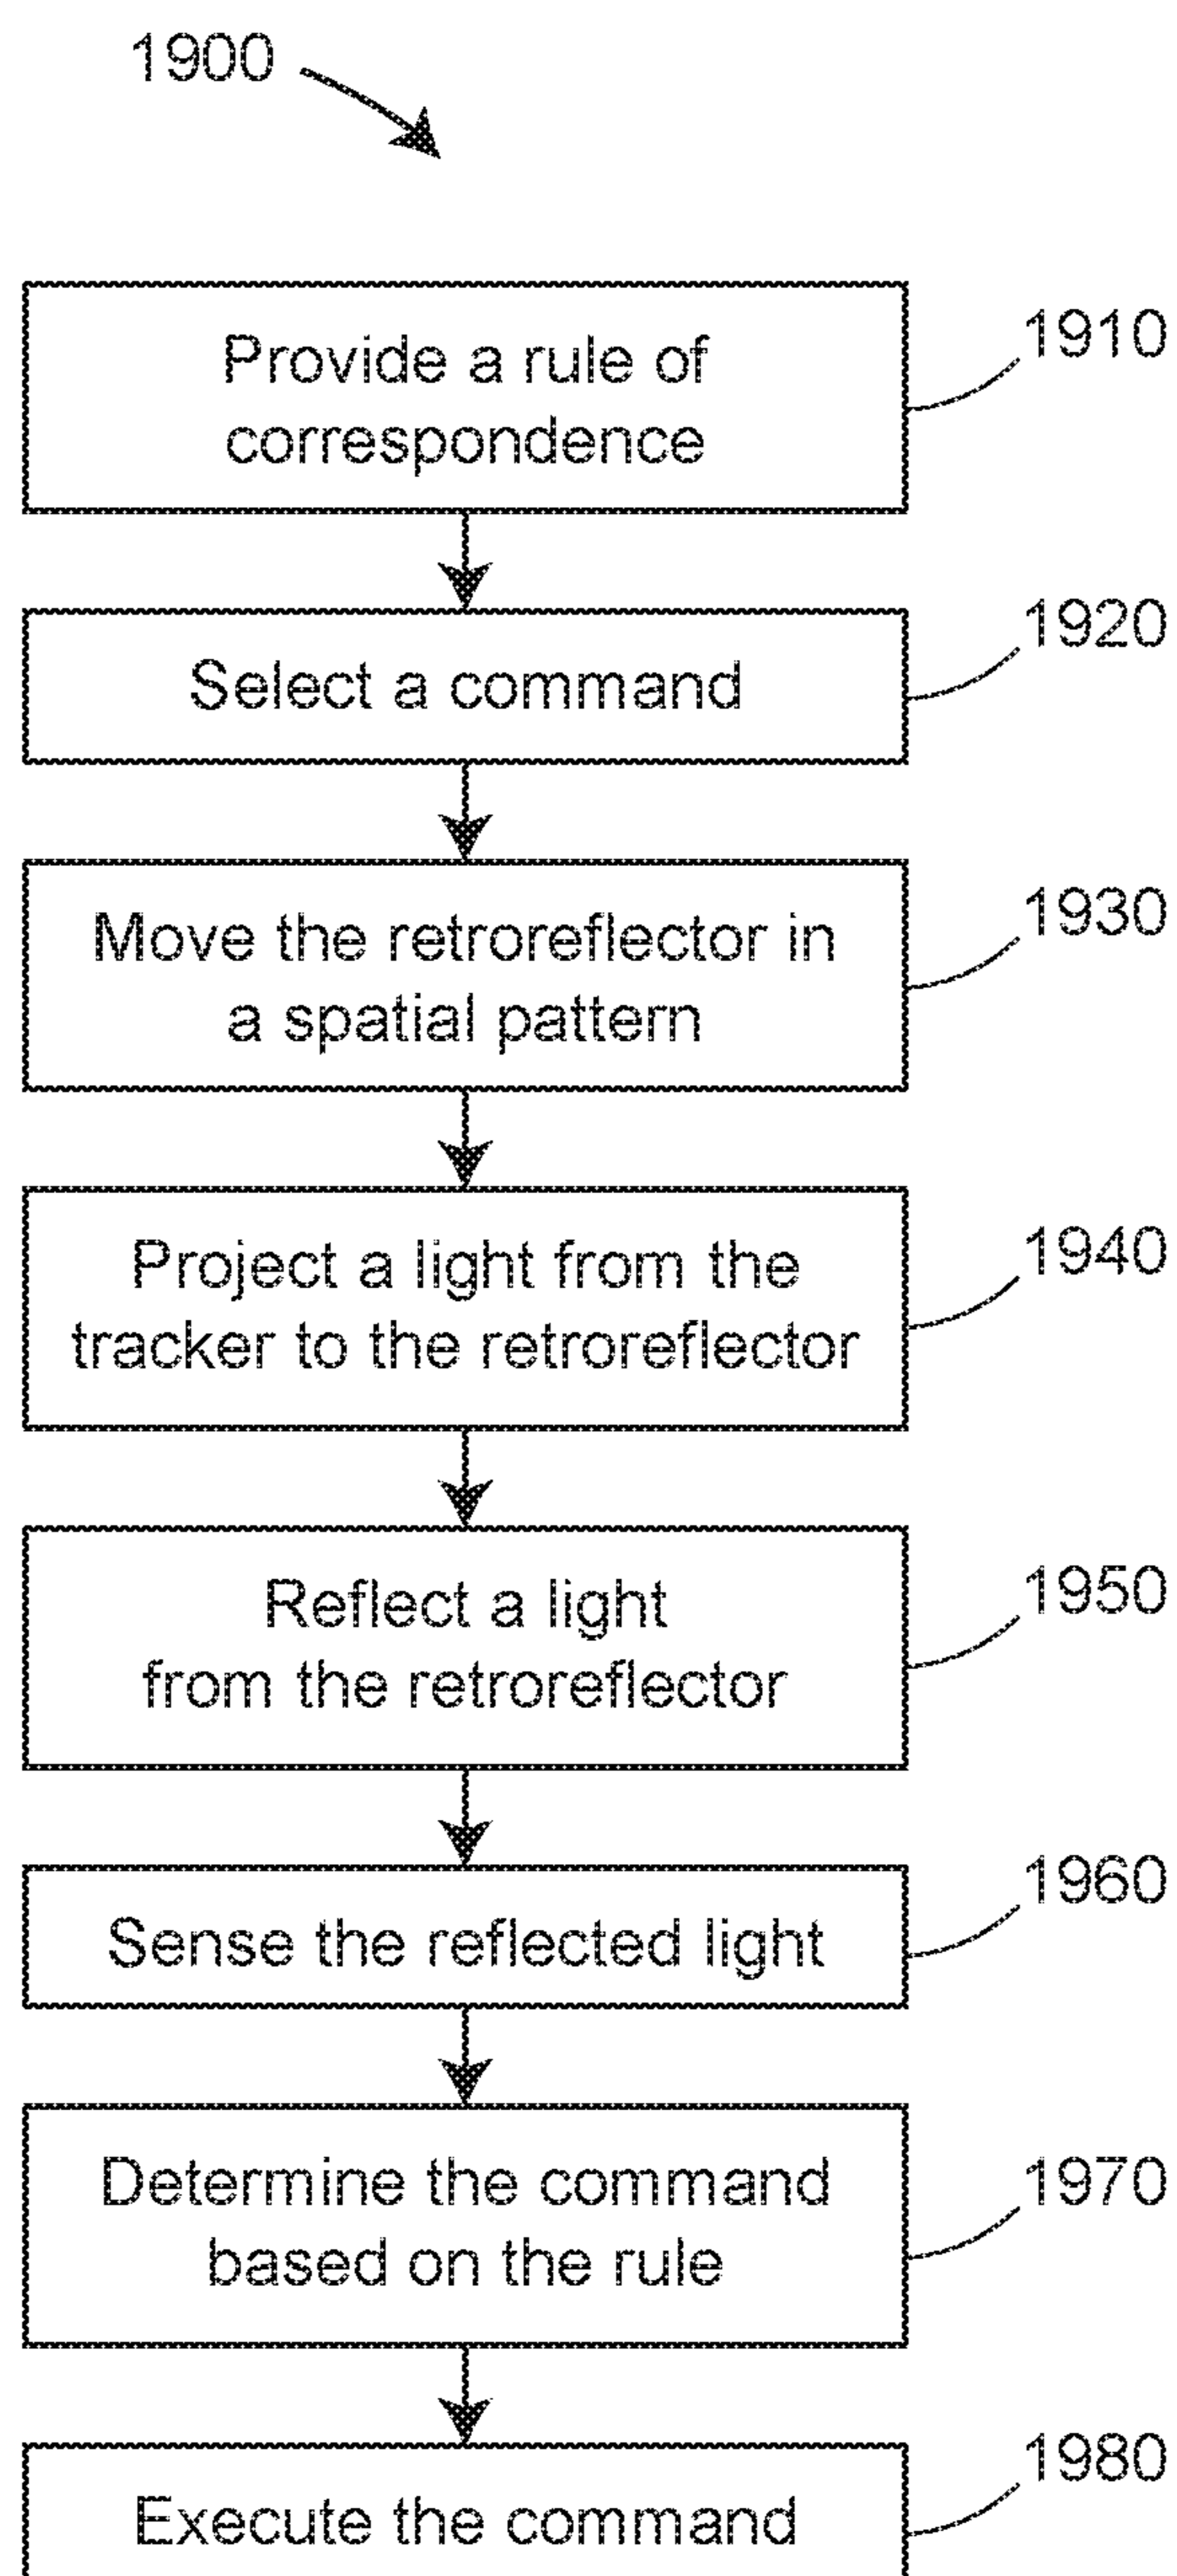 1900
Provide a rule of
correspondence
1910
Select a command
1920
Move the retroreflector in
a spatial pattern
1930
Project a light from the
tracker to the retroreflector
1940
Reflect a light
from the retroreflector
1950
Sense the reflected light
1960
Determine the command
based on the rule
1970
Execute the command
1980